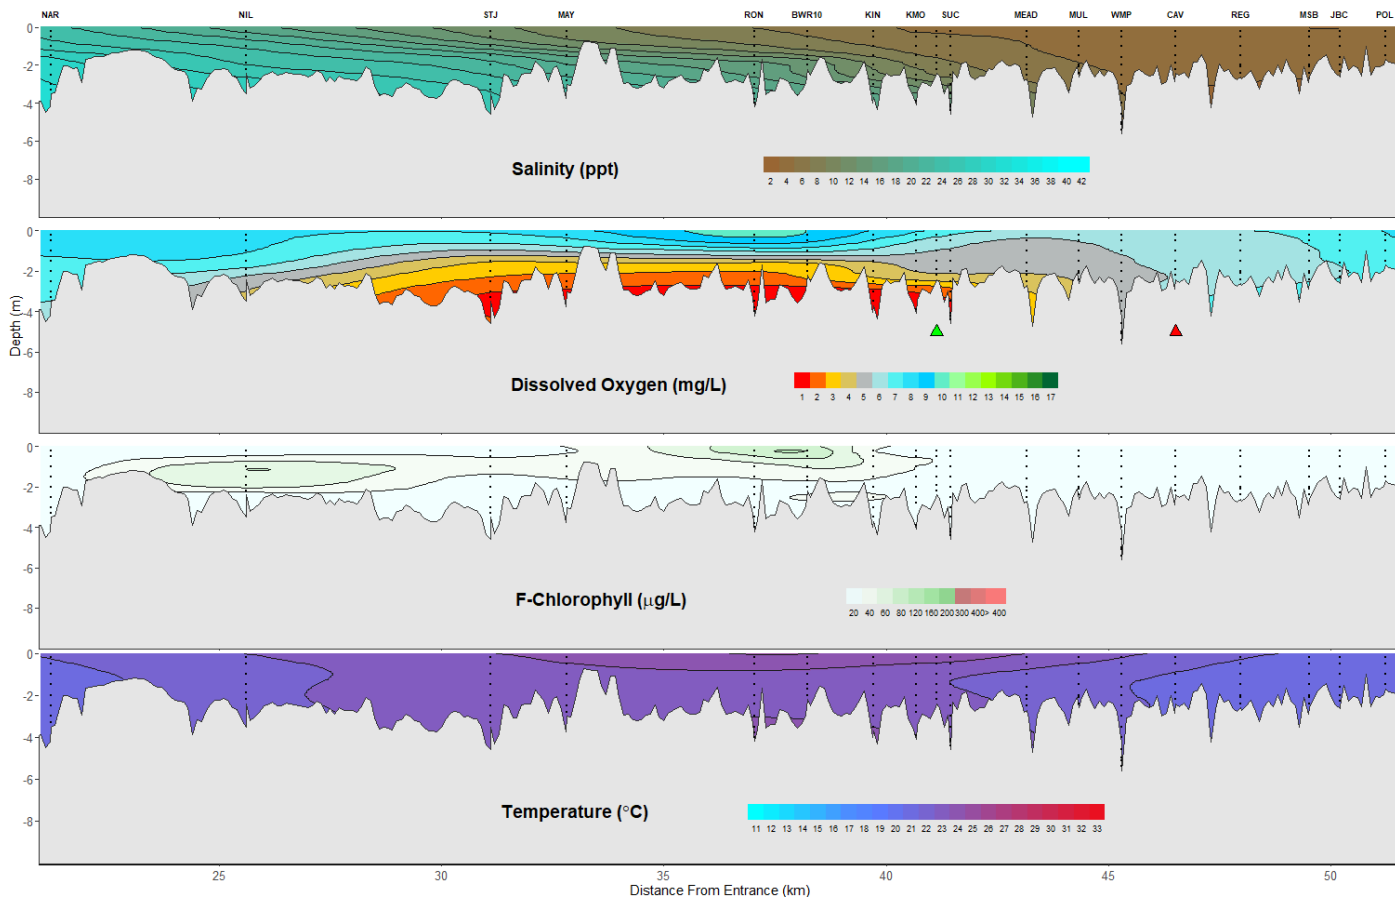 NAR NIL STJ MAY RON BWR10 KIN KMO SUC MEAD MUL WMP CAV REG MSB JBC POL
0
-2
-4
-6
-8
Salinity (ppt)
2 4 6 8 10 12 14 16 18 20 22 24 26 28 30 32 34 36 38 40 42
0
-2
-4
-6
-8
Depth (m)
Dissolved Oxygen (mg/L)
1 2 3 4 5 6 7 8 9 10 11 12 13 14 15 16 17
0
-2
-4
-6
-8
F-Chlorophyll (μg/L)
20 40 60 80 120 160 200 300 400 > 400
0
-2
-4
-6
-8
Temperature (°C)
11 12 13 14 15 16 17 18 19 20 21 22 23 24 25 26 27 28 29 30 31 32 33
25 30 35 40 45 50
Distance From Entrance (km)